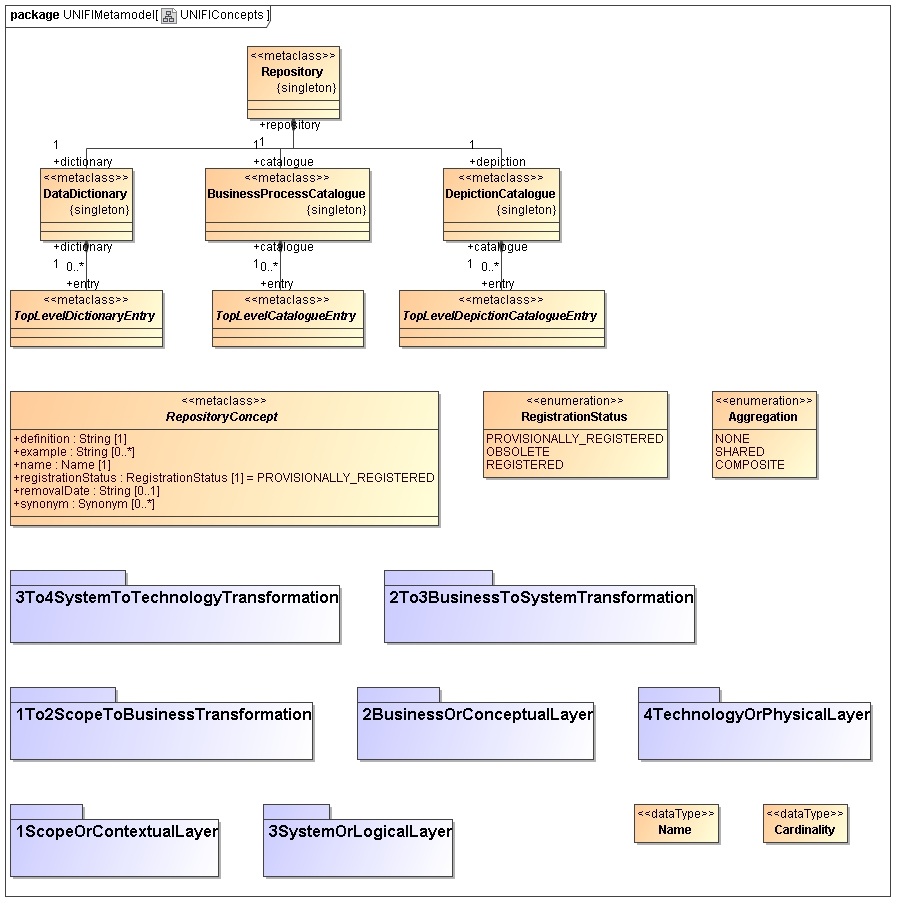 package UNIFIMetamodel[ UNIFIConcepts ]
<<metaclass>>
Repository
{singleton}
+repository
1
1 1 1
+dictionary +catalogue +depiction
<<metaclass>>
DataDictionary
{singleton}
<<metaclass>>
BusinessProcessCatalogue
{singleton}
<<metaclass>>
DepictionCatalogue
{singleton}
+dictionary +catalogue +catalogue
1 0..* 1 0..* 1 0..*
+entry +entry +entry
<<metaclass>>
TopLevelDictionaryEntry
<<metaclass>>
TopLevelCatalogueEntry
<<metaclass>>
TopLevelDepictionCatalogueEntry
<<metaclass>>
RepositoryConcept
+definition : String [1]
+example : String [0..*]
+name : Name [1]
+registrationStatus : RegistrationStatus [1] = PROVISIONALLY_REGISTERED
+removalDate : String [0..1]
+synonym : Synonym [0..*]
<<enumeration>>
RegistrationStatus
PROVISIONALLY_REGISTERED
OBSOLETE
REGISTERED
<<enumeration>>
Aggregation
NONE
SHARED
COMPOSITE
3To4SystemToTechnologyTransformation
2To3BusinessToSystemTransformation
1To2ScopeToBusinessTransformation
2BusinessOrConceptualLayer
4TechnologyOrPhysicalLayer
1ScopeOrContextualLayer
3SystemOrLogicalLayer
<<dataType>>
Name
<<dataType>>
Cardinality